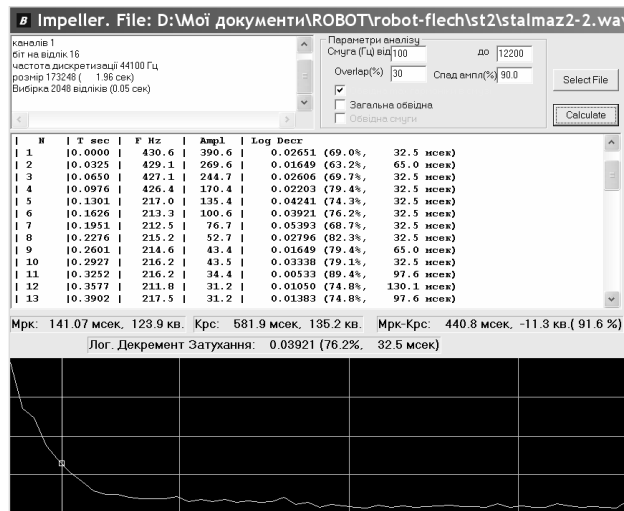 B Impeller. File: D:\Мої документи\ROBOT\robot-flech\st2\stalmaz2-2.wav
каналів 1
біт на відлік 16
частота дискретизації 44100 Гц
розмір 173248 ( 1.96 сек)
Вибірка 2048 відліків (0.05 сек)
Параметри аналізу
Смуга (Гц) від 100 до 12200
Overlap(%) 30 Спад ампл(%) 90.0
Загальна обвідна
Обвідна смуги
Select File
Calculate
| N | T sec | F Hz | Ampl | Log Decr
| 1 |0.0000 | 430.6 | 390.6 | 0.02651 (69.0%, 32.5 мсек)
| 2 |0.0325 | 429.1 | 269.6 | 0.01649 (63.2%, 65.0 мсек)
| 3 |0.0650 | 427.1 | 244.7 | 0.02606 (69.7%, 32.5 мсек)
| 4 |0.0976 | 426.4 | 170.4 | 0.02203 (79.4%, 32.5 мсек)
| 5 |0.1301 | 217.0 | 135.4 | 0.04241 (74.3%, 32.5 мсек)
| 6 |0.1626 | 213.3 | 100.6 | 0.03921 (76.2%, 32.5 мсек)
| 7 |0.1951 | 212.5 | 76.7 | 0.05393 (68.7%, 32.5 мсек)
| 8 |0.2276 | 215.2 | 52.7 | 0.02796 (82.3%, 32.5 мсек)
| 9 |0.2601 | 214.6 | 43.4 | 0.01649 (79.4%, 65.0 мсек)
| 10 |0.2927 | 216.2 | 43.5 | 0.03338 (79.1%, 32.5 мсек)
| 11 |0.3252 | 216.2 | 34.4 | 0.00533 (89.4%, 97.6 мсек)
| 12 |0.3577 | 211.8 | 31.2 | 0.01050 (74.8%, 130.1 мсек)
| 13 |0.3902 | 217.5 | 31.2 | 0.01383 (74.8%, 97.6 мсек)
Мрк: 141.07 мсек, 123.9 кв. Крс: 581.9 мсек, 135.2 кв. Мрк-Крс: 440.8 мсек, -11.3 кв.( 91.6 %)
Лог. Декремент Затухання: 0.03921 (76.2%, 32.5 мсек)